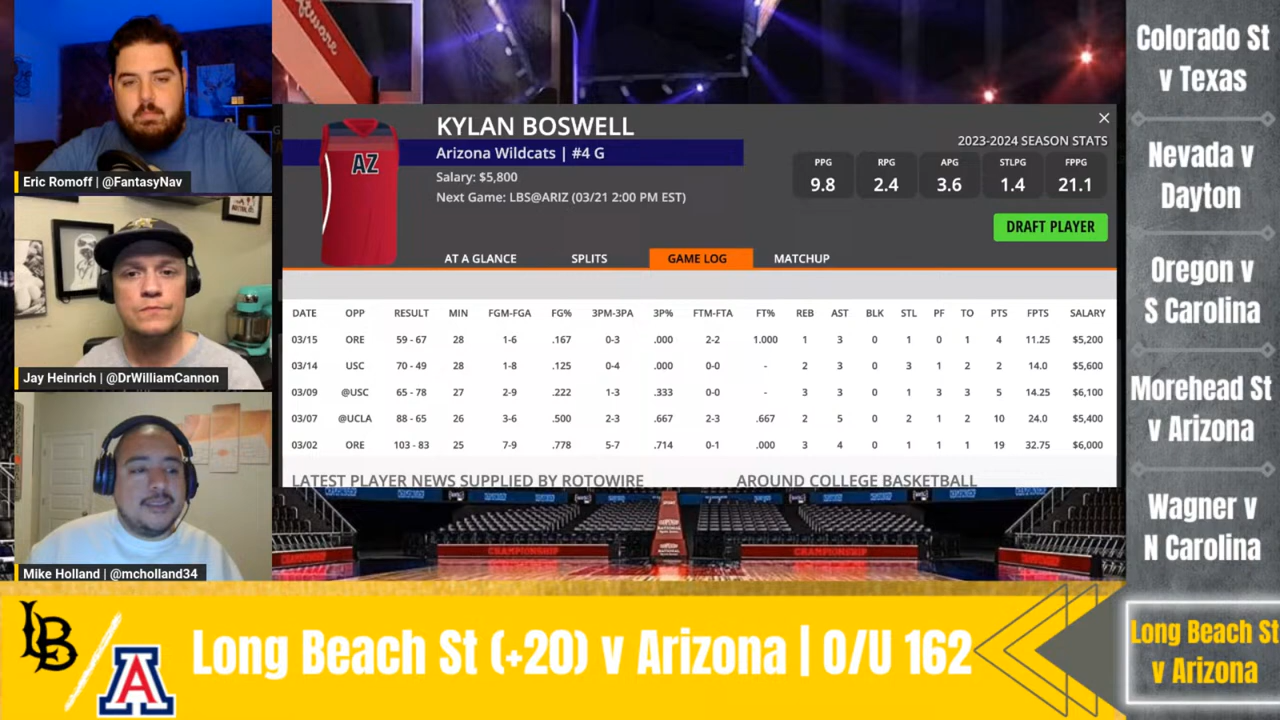 Eric Romoff | @FantasyNav
Jay Heinrich | @DrWilliamCannon
Mike Holland | @mcholland34
KYLAN BOSWELL
Arizona Wildcats | #4 G
Salary: $5,800
Next Game: LBS@ARIZ (03/21 2:00 PM EST)
AZ
2023-2024 SEASON STATS
PPG RPG APG STLPG FPPG
9.8 2.4 3.6 1.4 21.1
DRAFT PLAYER
AT A GLANCE SPLITS GAME LOG MATCHUP
DATE OPP RESULT MIN FGM-FGA FG% 3PM-3PA 3P% FTM-FTA FT% REB AST BLK STL PF TO PTS FPTS SALARY
03/15 ORE 59 - 67 28 1-6 .167 0-3 .000 2-2 1.000 1 3 0 1 0 1 4 11.25 $5,200
03/14 USC 70 - 49 28 1-8 .125 0-4 .000 0-0 - 2 3 0 3 1 2 2 14.0 $5,600
03/09 @USC 65 - 78 27 2-9 .222 1-3 .333 0-0 - 3 3 0 1 3 3 5 14.25 $6,100
03/07 @UCLA 88 - 65 26 3-6 .500 2-3 .667 2-3 .667 2 5 0 2 1 2 10 24.0 $5,400
03/02 ORE 103 - 83 25 7-9 .778 5-7 .714 0-1 .000 3 4 0 1 1 1 19 32.75 $6,000
LATEST PLAYER NEWS SUPPLIED BY ROTOWIRE AROUND COLLEGE BASKETBALL
CHAMPIONSHIP
CHAMPIONSHIP
Colorado St
v Texas
Nevada v
Dayton
Oregon v
S Carolina
Morehead St
v Arizona
Wagner v
N Carolina
Long Beach St
v Arizona
LB
A
Long Beach St (+20) v Arizona | O/U 162